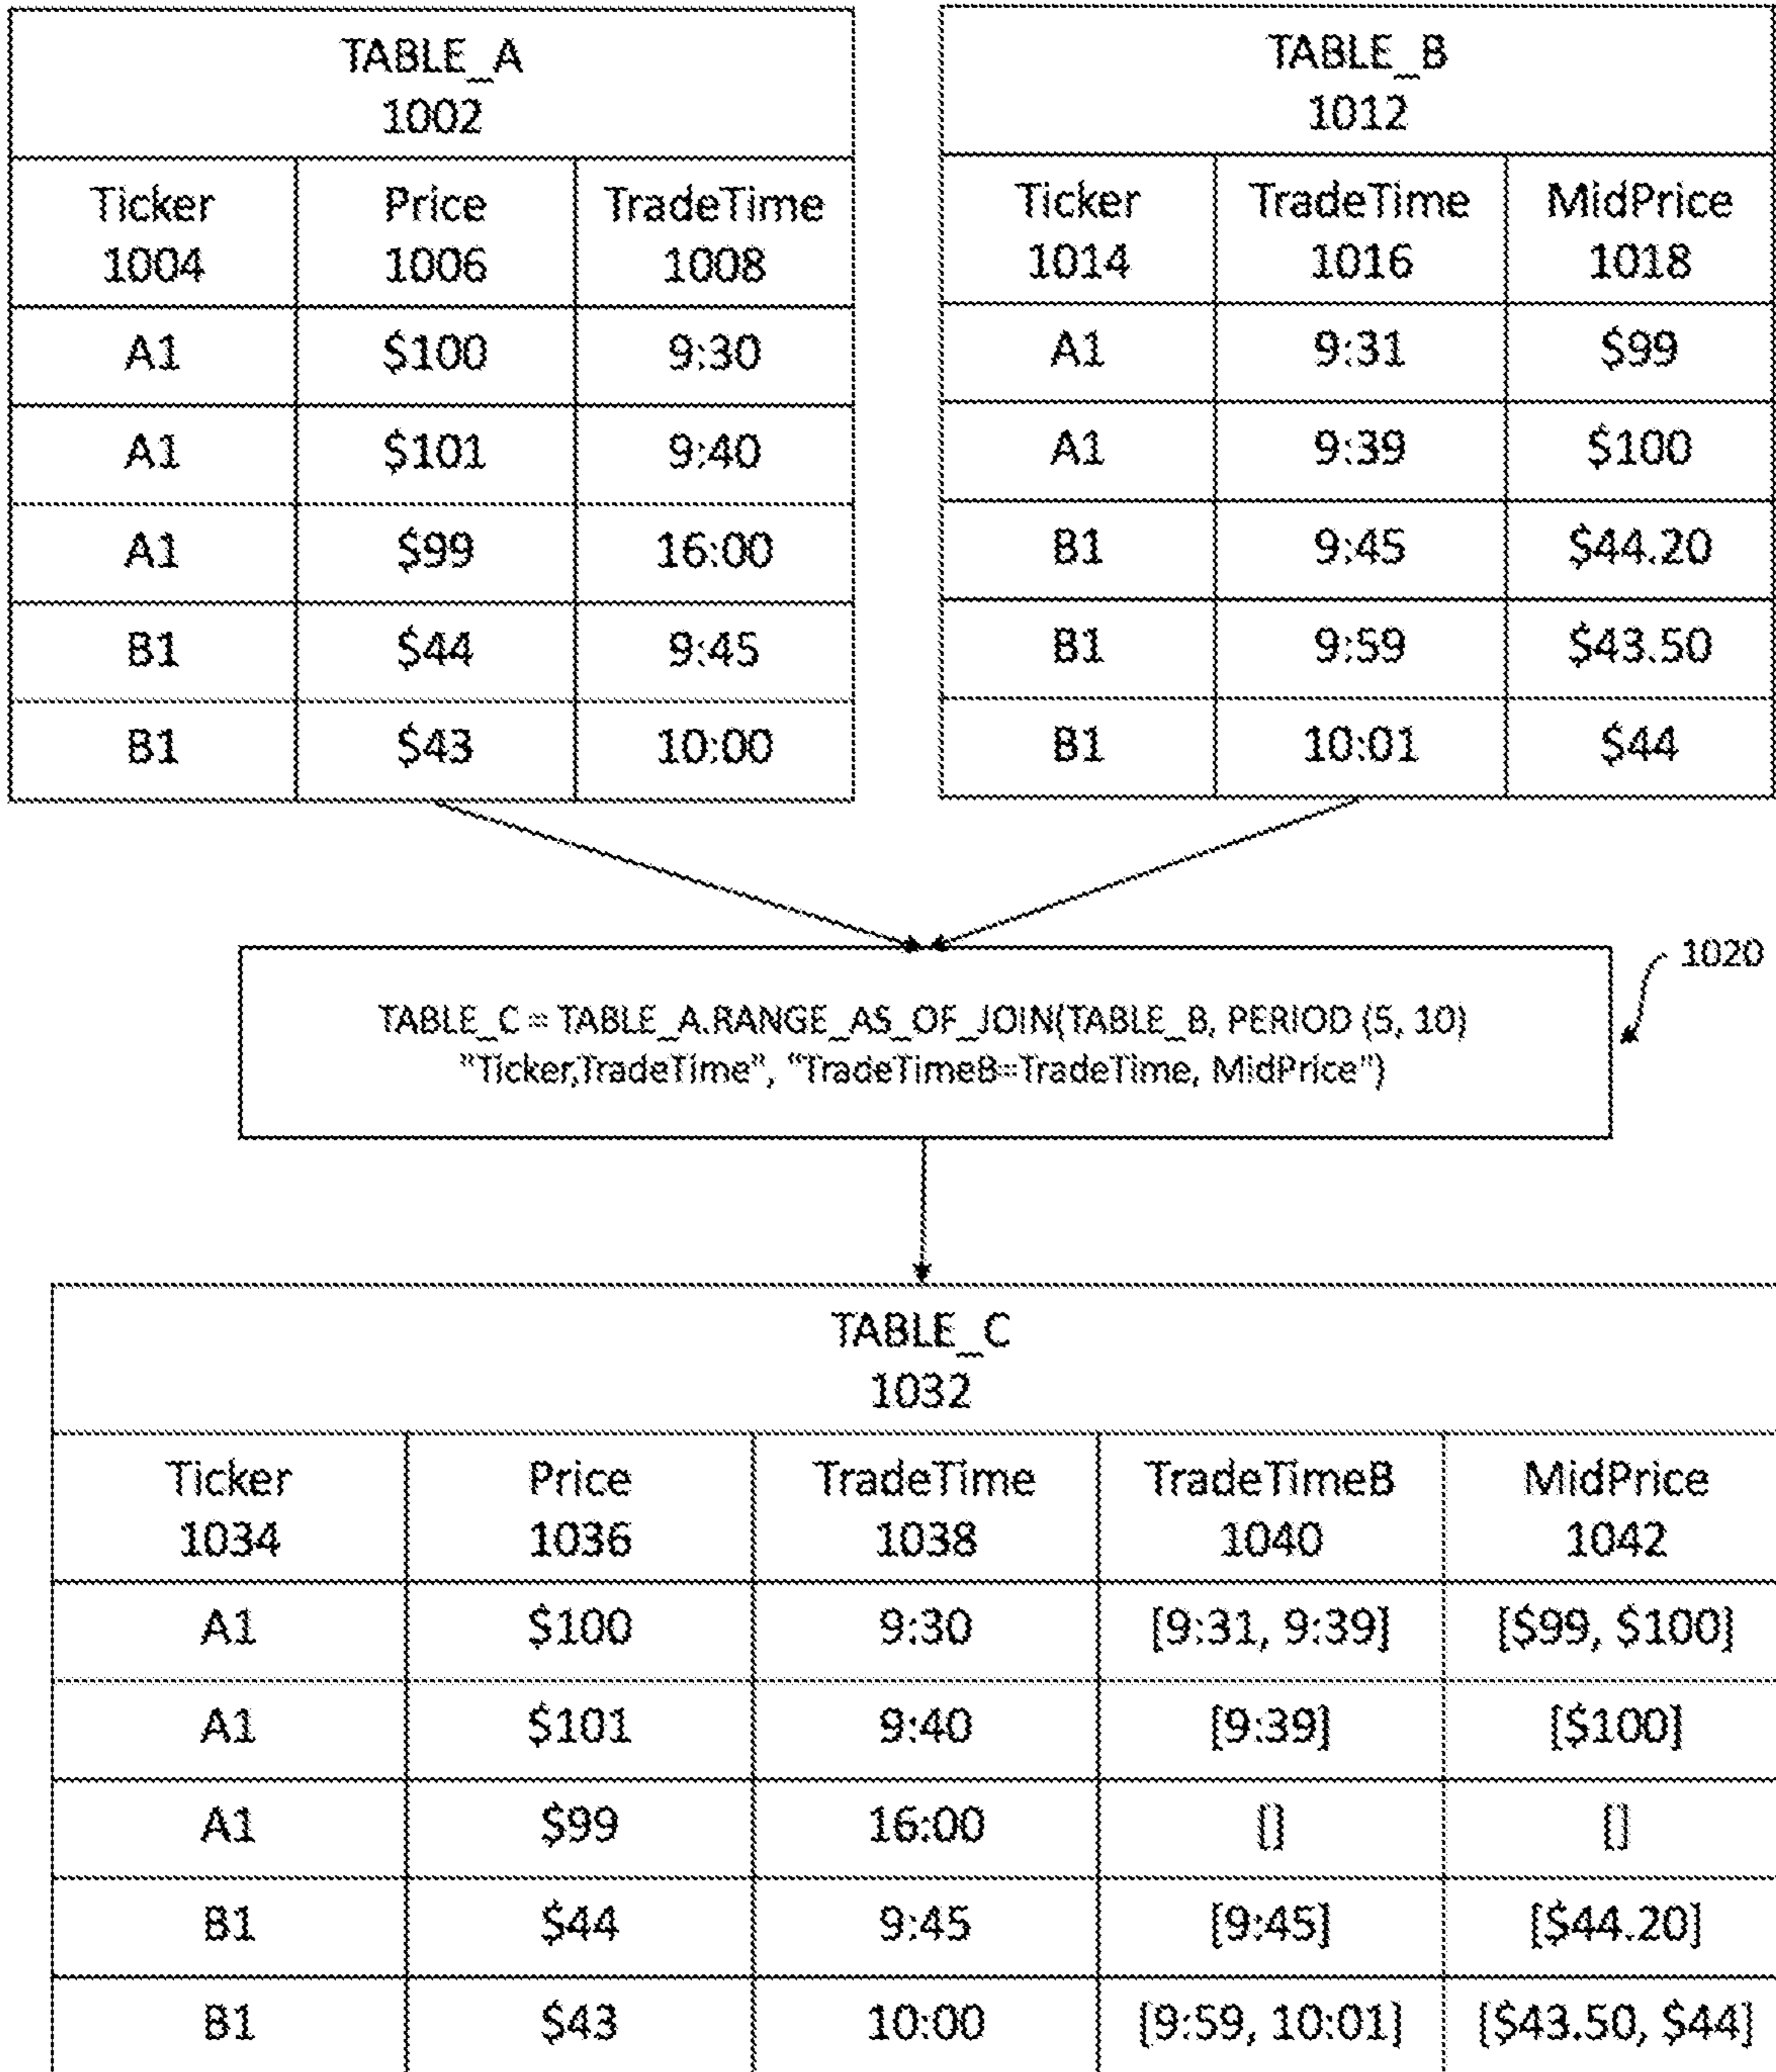 TABLE_A
1002
Ticker Price TradeTime
1004 1006 1008
A1 $100 9:30
A1 $101 9:40
A1 $99 16:00
B1 $44 9:45
B1 $43 10:00
TABLE_B
1012
Ticker TradeTime MidPrice
1014 1016 1018
A1 9:31 $99
A1 9:39 $100
B1 9:45 $44.20
B1 9:59 $43.50
B1 10:01 $44
1020
TABLE_C = TABLE_A.RANGE_AS_OF_JOIN(TABLE_B, PERIOD (5, 10)
"Ticker,TradeTime", "TradeTimeB=TradeTime, MidPrice")
TABLE_C
1032
Ticker Price TradeTime TradeTimeB MidPrice
1034 1036 1038 1040 1042
A1 $100 9:30 [9:31, 9:39] [$99, $100]
A1 $101 9:40 [9:39] [$100]
A1 $99 16:00 [] []
B1 $44 9:45 [9:45] [$44.20]
B1 $43 10:00 [9:59, 10:01] [$43.50, $44]